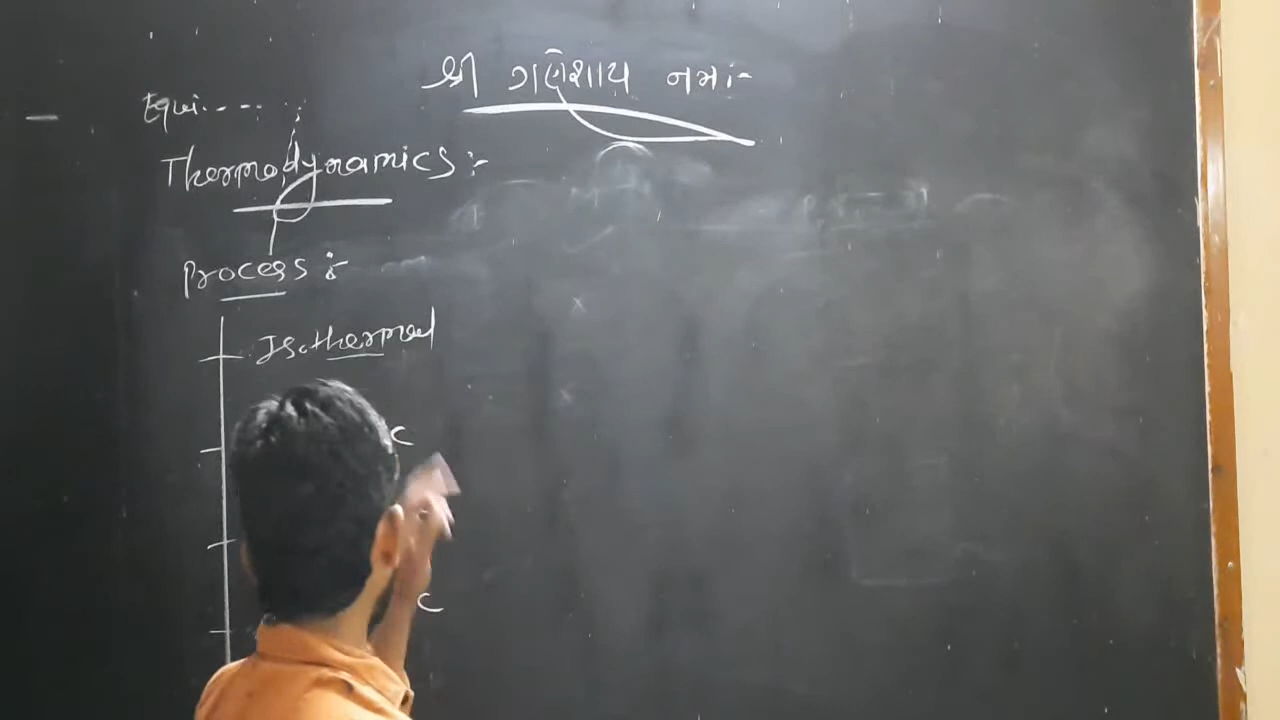 શ્રી ગણેશાય નમઃ-
Equi.----
Thermodynamics :-
Process :-
Isothermal
c
c